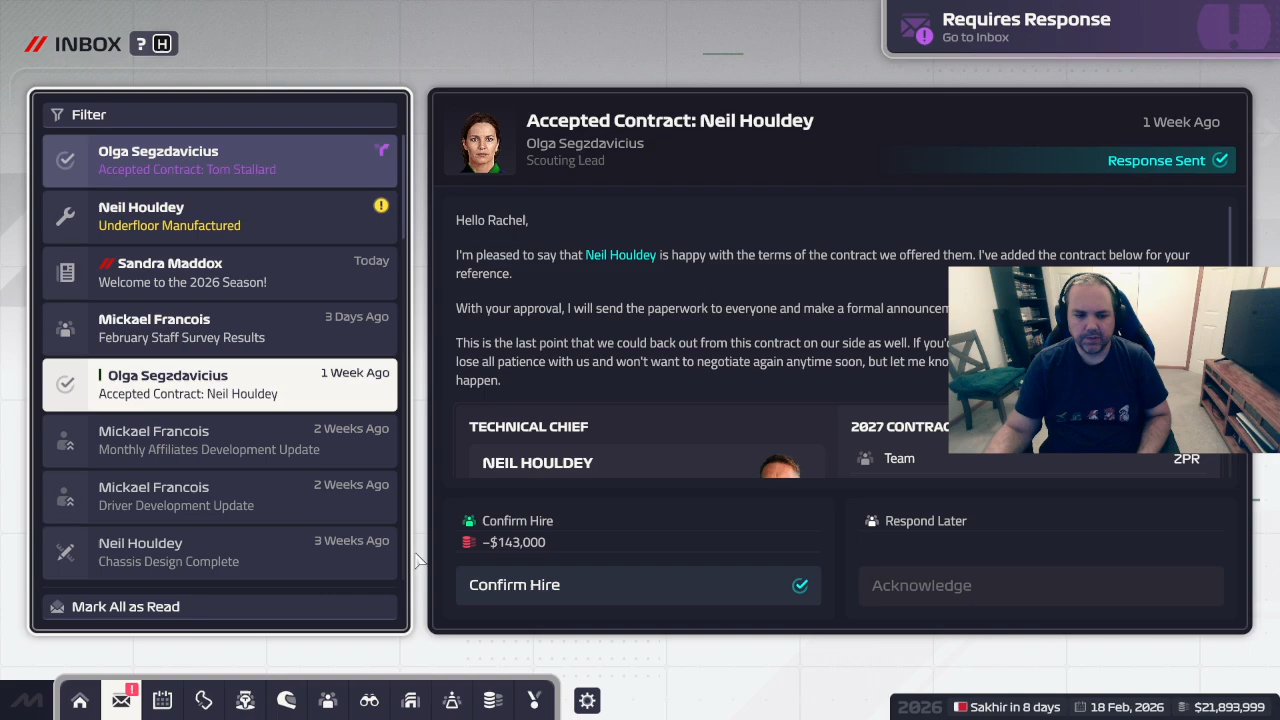 INBOX ? H
Requires Response
Go to Inbox
Filter
Olga Segzdavicius
Accepted Contract: Tom Stallard
Neil Houldey
Underfloor Manufactured
Sandra Maddox Today
Welcome to the 2026 Season!
Mickael Francois 3 Days Ago
February Staff Survey Results
Olga Segzdavicius 1 Week Ago
Accepted Contract: Neil Houldey
Mickael Francois 2 Weeks Ago
Monthly Affiliates Development Update
Mickael Francois 2 Weeks Ago
Driver Development Update
Neil Houldey 3 Weeks Ago
Chassis Design Complete
Mark All as Read
Accepted Contract: Neil Houldey 1 Week Ago
Olga Segzdavicius
Scouting Lead
Response Sent
Hello Rachel,
I'm pleased to say that Neil Houldey is happy with the terms of the contract we offered them. I've added the contract below for your
reference.
With your approval, I will send the paperwork to everyone and make a formal announcem
This is the last point that we could back out from this contract on our side as well. If you'
lose all patience with us and won't want to negotiate again anytime soon, but let me kno
happen.
TECHNICAL CHIEF
NEIL HOULDEY
2027 CONTRAC
Team ZPR
Confirm Hire
-$143,000
Confirm Hire
Respond Later
Acknowledge
2026 Sakhir in 8 days 18 Feb, 2026 $21,893,999